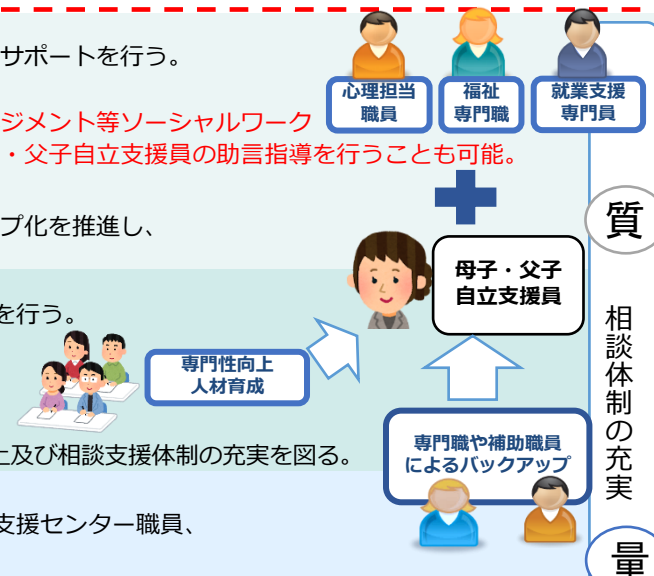 サポートを行う。
心理担当
職員
福祉
専門職
就業支援
専門員
ジメント等ソーシャルワーク
・父子自立支援員の助言指導を行うことも可能。
質
プ化を推進し、
母子・父子
自立支援員
を行う。
専門性向上
人材育成
相談体制の充実
専門職や補助職員
によるバックアップ
上及び相談支援体制の充実を図る。
支援センター職員、
量